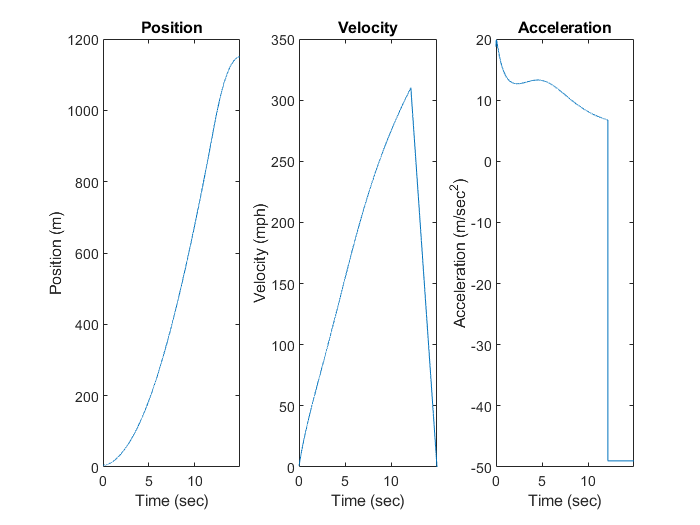 Position
1200
1000
800
600
400
200
0
0 5 10
Position (m)
Time (sec)
Velocity
350
300
250
200
150
100
50
0
0 5 10
Velocity (mph)
Time (sec)
Acceleration
20
10
0
-10
-20
-30
-40
-50
0 5 10
Acceleration (m/sec²)
Time (sec)